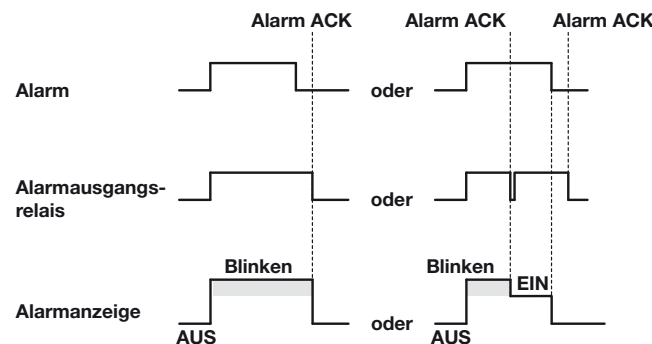 Alarm ACK Alarm ACK Alarm ACK
Alarm oder
Alarmausgangs-
relais oder
Blinken Blinken EIN
Alarmanzeige oder
AUS AUS